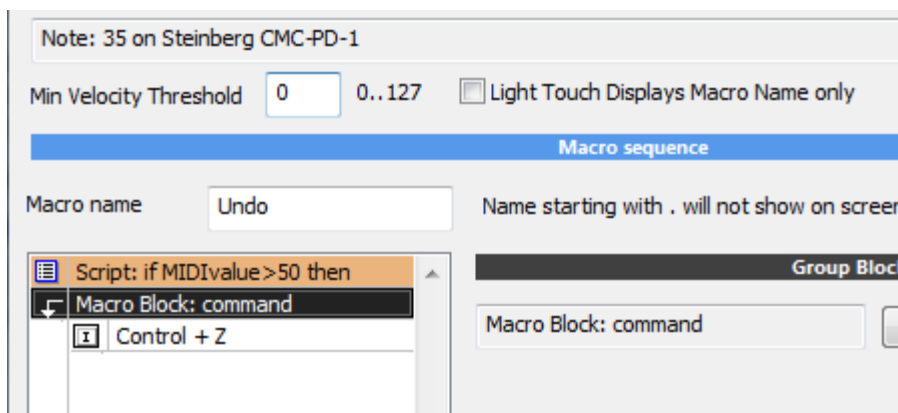 Note: 35 on Steinberg CMC-PD-1
Min Velocity Threshold 0 0..127 Light Touch Displays Macro Name only
Macro sequence
Macro name Undo Name starting with . will not show on screen
Script: if MIDIvalue>50 then
Group Bloc
Macro Block: command
Macro Block: command
Control + Z